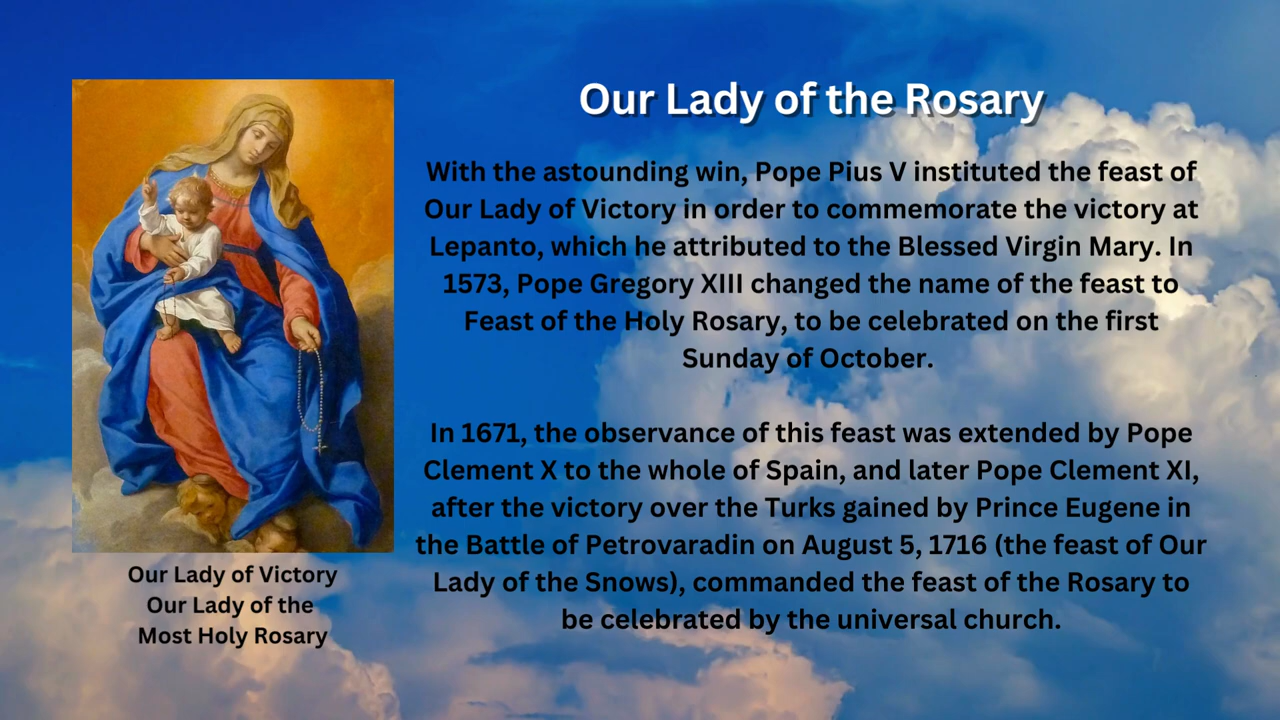 Our Lady of the Rosary
With the astounding win, Pope Pius V instituted the feast of
Our Lady of Victory in order to commemorate the victory at
Lepanto, which he attributed to the Blessed Virgin Mary. In
1573, Pope Gregory XIII changed the name of the feast to
Feast of the Holy Rosary, to be celebrated on the first
Sunday of October.
In 1671, the observance of this feast was extended by Pope
Clement X to the whole of Spain, and later Pope Clement XI,
after the victory over the Turks gained by Prince Eugene in
the Battle of Petrovaradin on August 5, 1716 (the feast of Our
Lady of the Snows), commanded the feast of the Rosary to
be celebrated by the universal church.
Our Lady of Victory
Our Lady of the
Most Holy Rosary